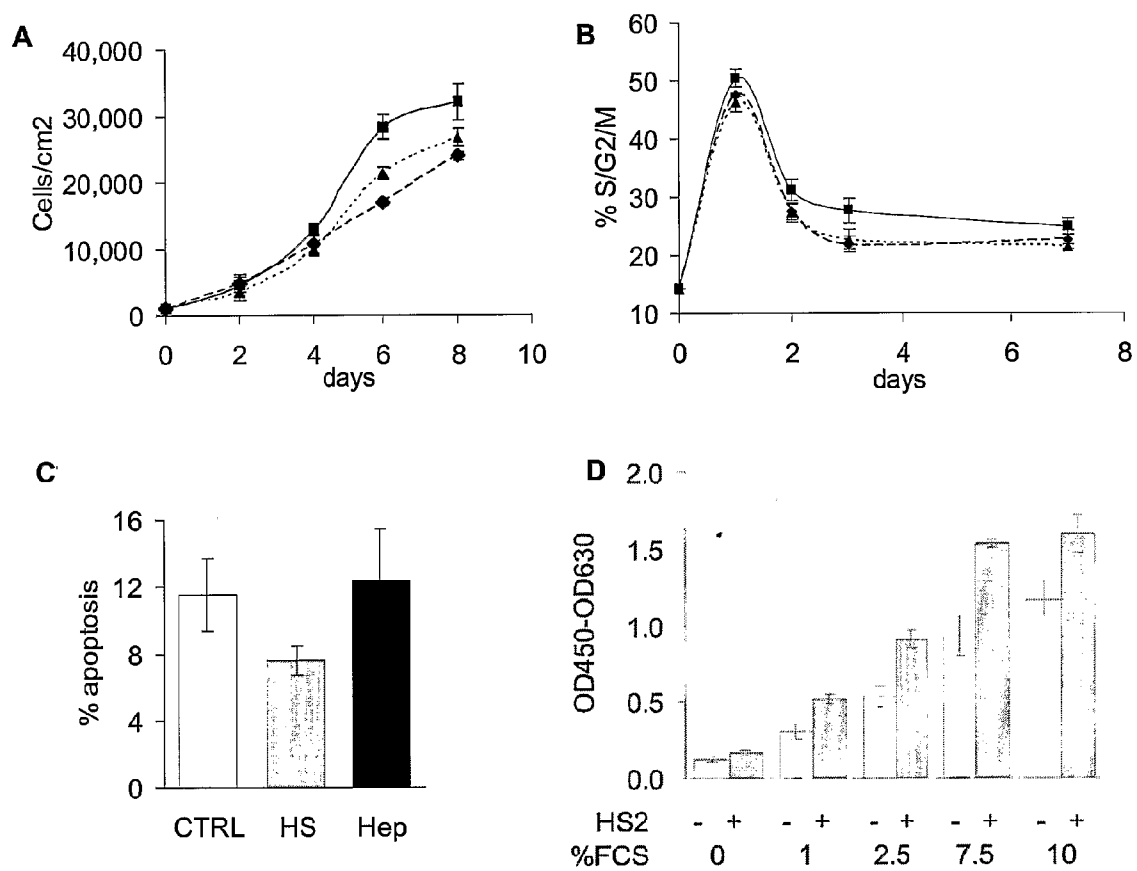 A
Cells/cm2
40,000
30,000
20,000
10,000
0
0 2 4 6 8 10
days
B
% S/G2/M
60
50
40
30
20
10
0 2 4 6 8
days
C
% apoptosis
16
12
8
4
0
CTRL HS Hep
D
OD450-OD630
2.0
1.5
1.0
0.5
0.0
HS2 - + - + - + - + - +
%FCS 0 1 2.5 7.5 10